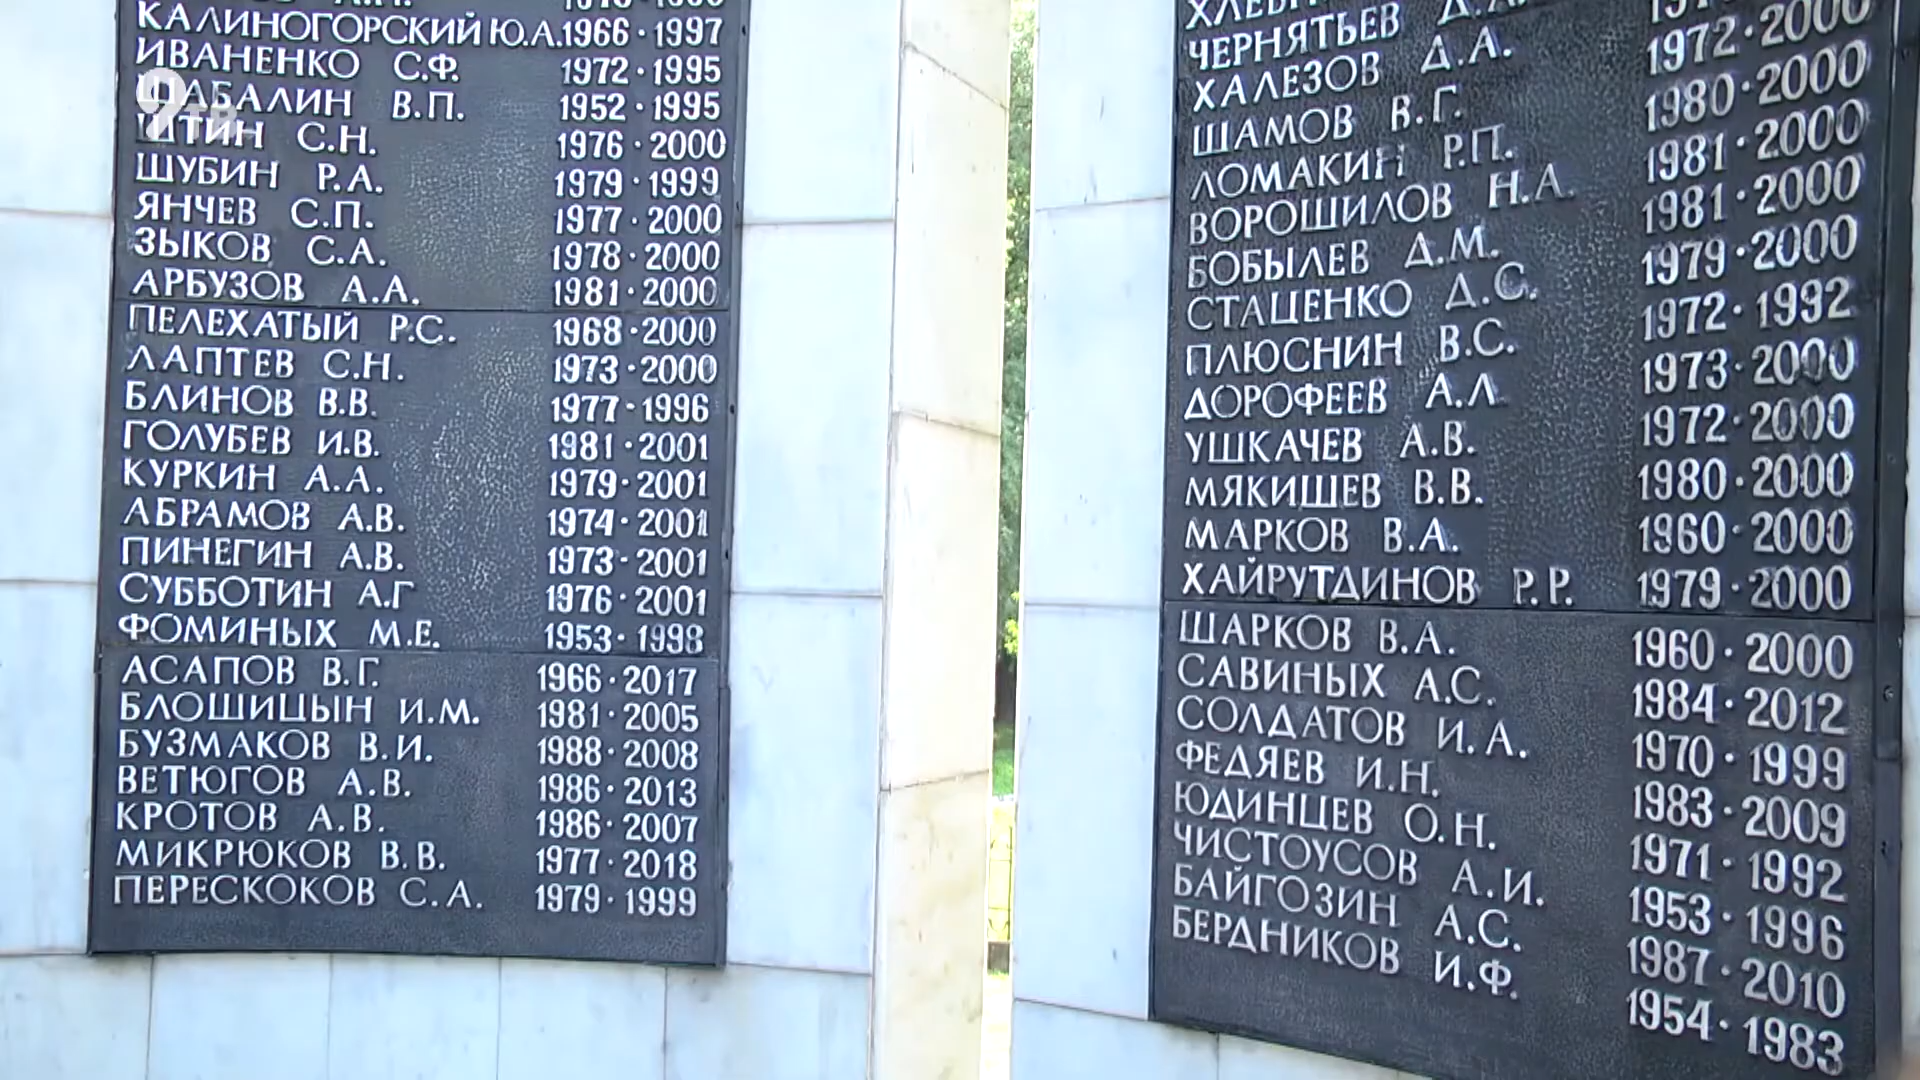 КАЛИНОГОРСКИЙ Ю.А. 1966 · 1997
ИВАНЕНКО С.Ф. 1972 · 1995
ШАБАЛИН В.П. 1952 · 1995
ШТИН С.Н. 1976 · 2000
ШУБИН Р.А. 1979 · 1999
ЯНЧЕВ С.П. 1977 · 2000
ЗЫКОВ С.А. 1978 · 2000
АРБУЗОВ А.А. 1981 · 2000
ПЕЛЕХАТЫЙ Р.С. 1968 · 2000
ЛАПТЕВ С.Н. 1973 · 2000
БЛИНОВ В.В. 1977 · 1996
ГОЛУБЕВ И.В. 1981 · 2001
КУРКИН А.А. 1979 · 2001
АБРАМОВ А.В. 1974 · 2001
ПИНЕГИН А.В. 1973 · 2001
СУББОТИН А.Г 1976 · 2001
ФОМИНЫХ М.Е. 1953 · 1998
АСАПОВ В.Г. 1966 · 2017
БЛОШИЦЫН И.М. 1981 · 2005
БУЗМАКОВ В.И. 1988 · 2008
ВЕТЮГОВ А.В. 1986 · 2013
КРОТОВ А.В. 1986 · 2007
МИКРЮКОВ В.В. 1977 · 2018
ПЕРЕСКОКОВ С.А. 1979 · 1999
9тв
ЧЕРНЯТЬЕВ Д.А. 1972 · 2000
ХАЛЕЗОВ Д.А. 1980 · 2000
ШАМОВ В.Г. 1981 · 2000
ЛОМАКИН Р.П. 1981 · 2000
ВОРОШИЛОВ Н.А. 1979 · 2000
БОБЫЛЕВ Д.М. 1972 · 1992
СТАЦЕНКО Д.С. 1973 · 2000
ПЛЮСНИН В.С. 1972 · 2000
ДОРОФЕЕВ А.Л. 1980 · 2000
УШКАЧЕВ А.В. 1960 · 2000
МЯКИШЕВ В.В. 1979 · 2000
МАРКОВ В.А.
ХАЙРУТДИНОВ Р.Р.
ШАРКОВ В.А. 1960 · 2000
САВИНЫХ А.С. 1984 · 2012
СОЛДАТОВ И.А. 1970 · 1999
ФЕДЯЕВ И.Н. 1983 · 2009
ЮДИНЦЕВ О.Н. 1971 · 1992
ЧИСТОУСОВ А.И. 1953 · 1996
БАЙГОЗИН А.С. 1987 · 2010
БЕРДНИКОВ И.Ф. 1954 · 1983